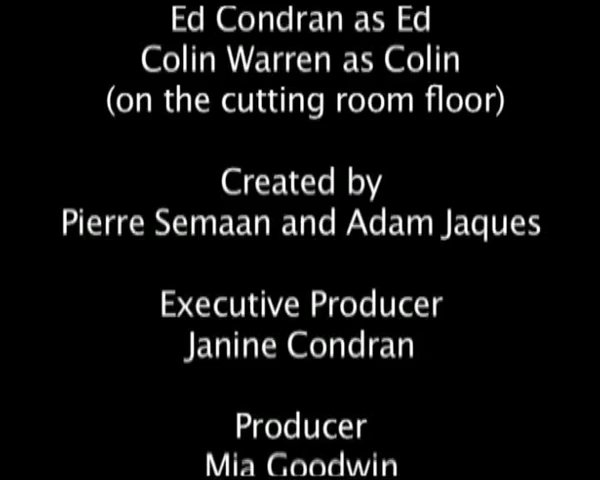 Ed Condran as Ed
Colin Warren as Colin
(on the cutting room floor)
Created by
Pierre Semaan and Adam Jaques
Executive Producer
Janine Condran
Producer
Mia Goodwin